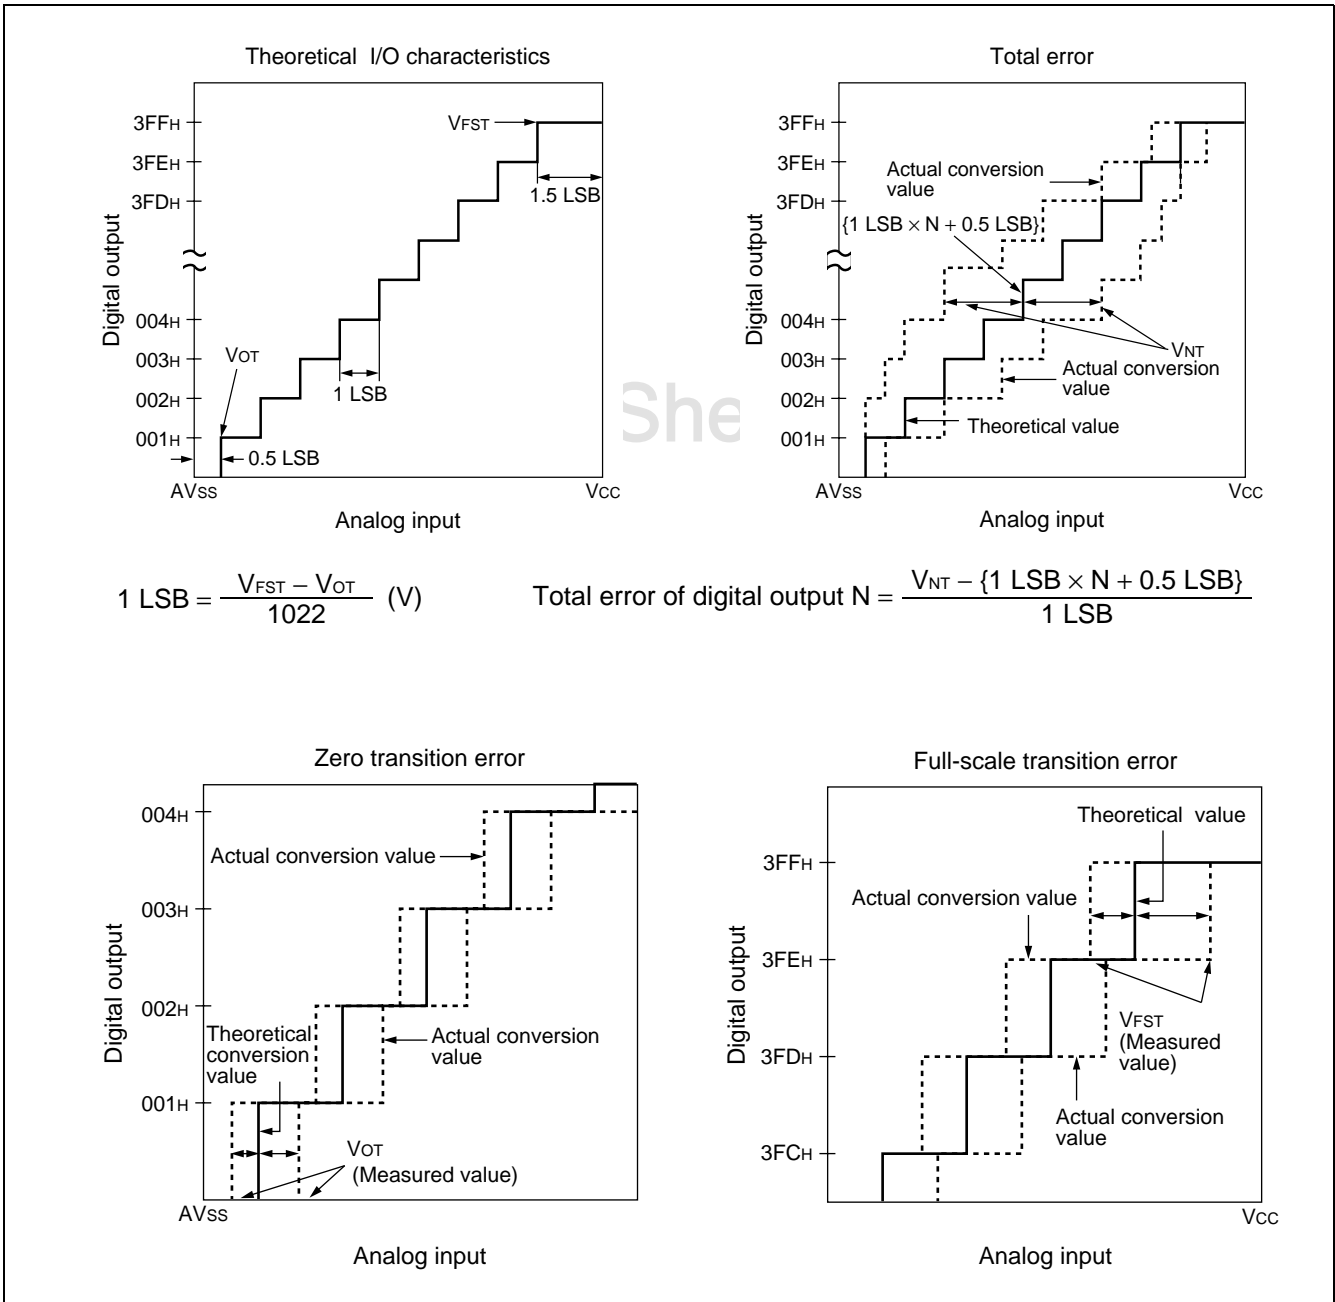 Theoretical I/O characteristics
3FFH
3FEH
3FDH
004H
003H
002H
001H
Digital output
VFST
1.5 LSB
VOT
1 LSB
0.5 LSB
AVSS
VCC
Analog input
Total error
3FFH
3FEH
3FDH
004H
003H
002H
001H
Digital output
Actual conversion
value
{1 LSB × N + 0.5 LSB}
VNT
Actual conversion
value
Theoretical value
AVSS
VCC
Analog input
She
1 LSB = VFST – VOT / 1022 (V)
Total error of digital output N = VNT – {1 LSB × N + 0.5 LSB} / 1 LSB
Zero transition error
004H
003H
002H
001H
Digital output
Actual conversion value
Theoretical
conversion
value
Actual conversion
value
VOT
(Measured value)
AVSS
Analog input
Full-scale transition error
3FFH
3FEH
3FDH
3FCH
Digital output
Theoretical value
Actual conversion value
VFST
(Measured
value)
Actual conversion
value
VCC
Analog input